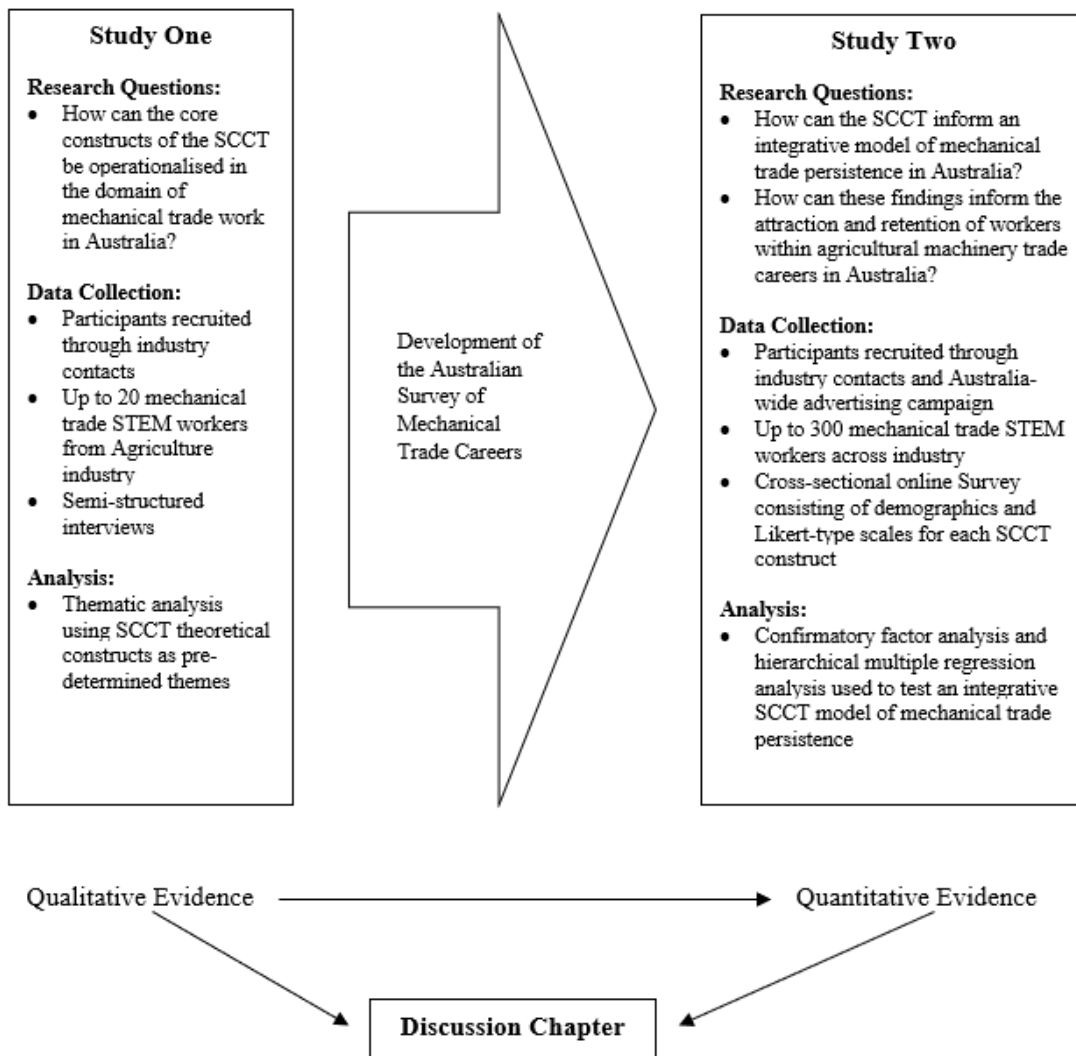 Study One
Research Questions:
• How can the core
constructs of the SCCT
be operationalised in
the domain of
mechanical trade work
in Australia?
Data Collection:
• Participants recruited
through industry
contacts
• Up to 20 mechanical
trade STEM workers
from Agriculture
industry
• Semi-structured
interviews
Analysis:
• Thematic analysis
using SCCT theoretical
constructs as pre-
determined themes
Development of
the Australian
Survey of
Mechanical
Trade Careers
Study Two
Research Questions:
• How can the SCCT inform an
integrative model of mechanical
trade persistence in Australia?
• How can these findings inform the
attraction and retention of workers
within agricultural machinery trade
careers in Australia?
Data Collection:
• Participants recruited through
industry contacts and Australia-
wide advertising campaign
• Up to 300 mechanical trade STEM
workers across industry
• Cross-sectional online Survey
consisting of demographics and
Likert-type scales for each SCCT
construct
Analysis:
• Confirmatory factor analysis and
hierarchical multiple regression
analysis used to test an integrative
SCCT model of mechanical trade
persistence
Qualitative Evidence
Quantitative Evidence
Discussion Chapter